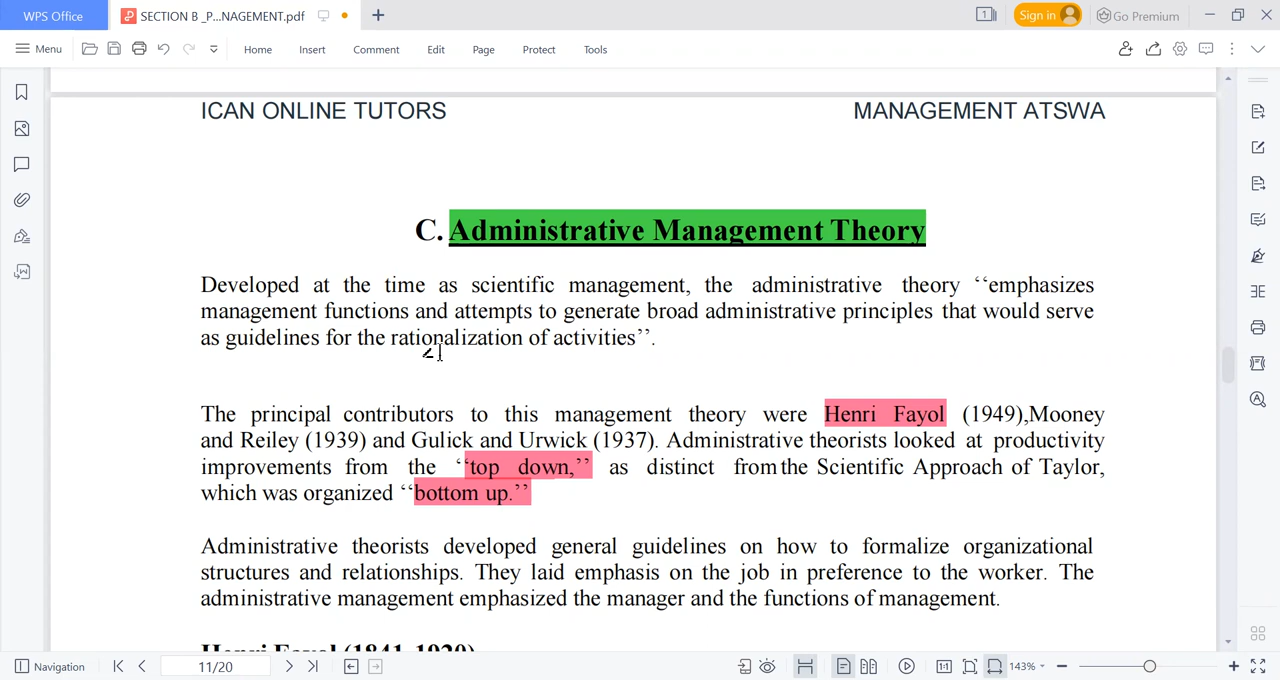 WPS Office
SECTION B _P...NAGEMENT.pdf
1
Sign in
Go Premium
Menu
Home
Insert
Comment
Edit
Page
Protect
Tools
ICAN ONLINE TUTORS
MANAGEMENT ATSWA
C. Administrative Management Theory
Developed at the time as scientific management, the administrative theory ‘‘emphasizes
management functions and attempts to generate broad administrative principles that would serve
as guidelines for the rationalization of activities’’.
The principal contributors to this management theory were Henri Fayol (1949),Mooney
and Reiley (1939) and Gulick and Urwick (1937). Administrative theorists looked at productivity
improvements from the ‘‘top down,’’ as distinct from the Scientific Approach of Taylor,
which was organized ‘‘bottom up.’’
Administrative theorists developed general guidelines on how to formalize organizational
structures and relationships. They laid emphasis on the job in preference to the worker. The
administrative management emphasized the manager and the functions of management.
Henri Fayol (1841-1920)
Navigation
11/20
1:1
143%